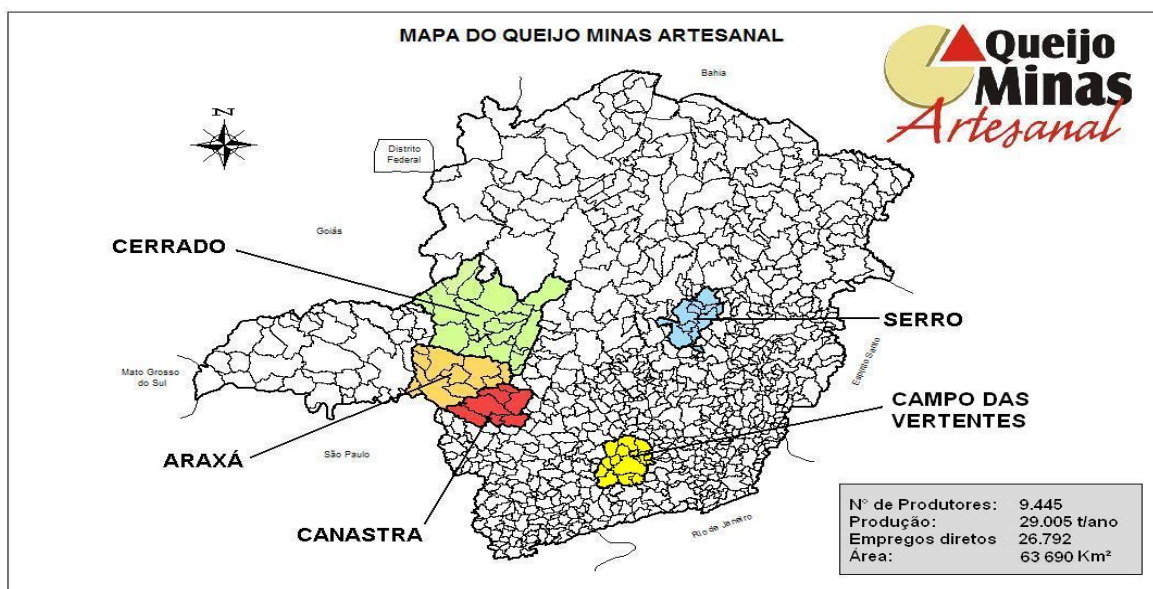 MAPA DO QUEIJO MINAS ARTESANAL
Queijo
Minas
Artesanal
N
Bahia
Distrito
Federal
Goiás
CERRADO
SERRO
Mato Grosso
do Sul
Espírito Santo
CAMPO DAS
VERTENTES
ARAXÁ
São Paulo
CANASTRA
Rio de Janeiro
N° de Produtores: 9.445
Produção: 29.005 t/ano
Empregos diretos 26.792
Área: 63 690 Km²